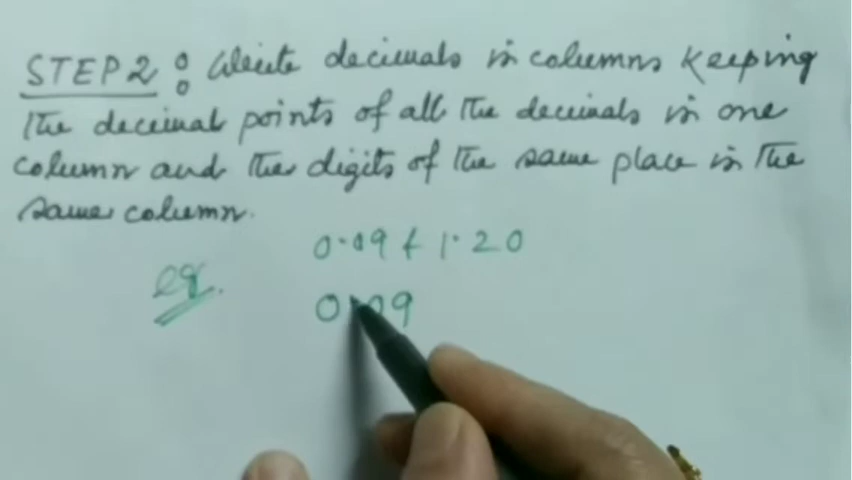 STEP 2 : Write decimals in columns keeping
the decimal points of all the decimals in one
column and the digits of the same place in the
same column.
eg. 0.09 + 1.20
0.09